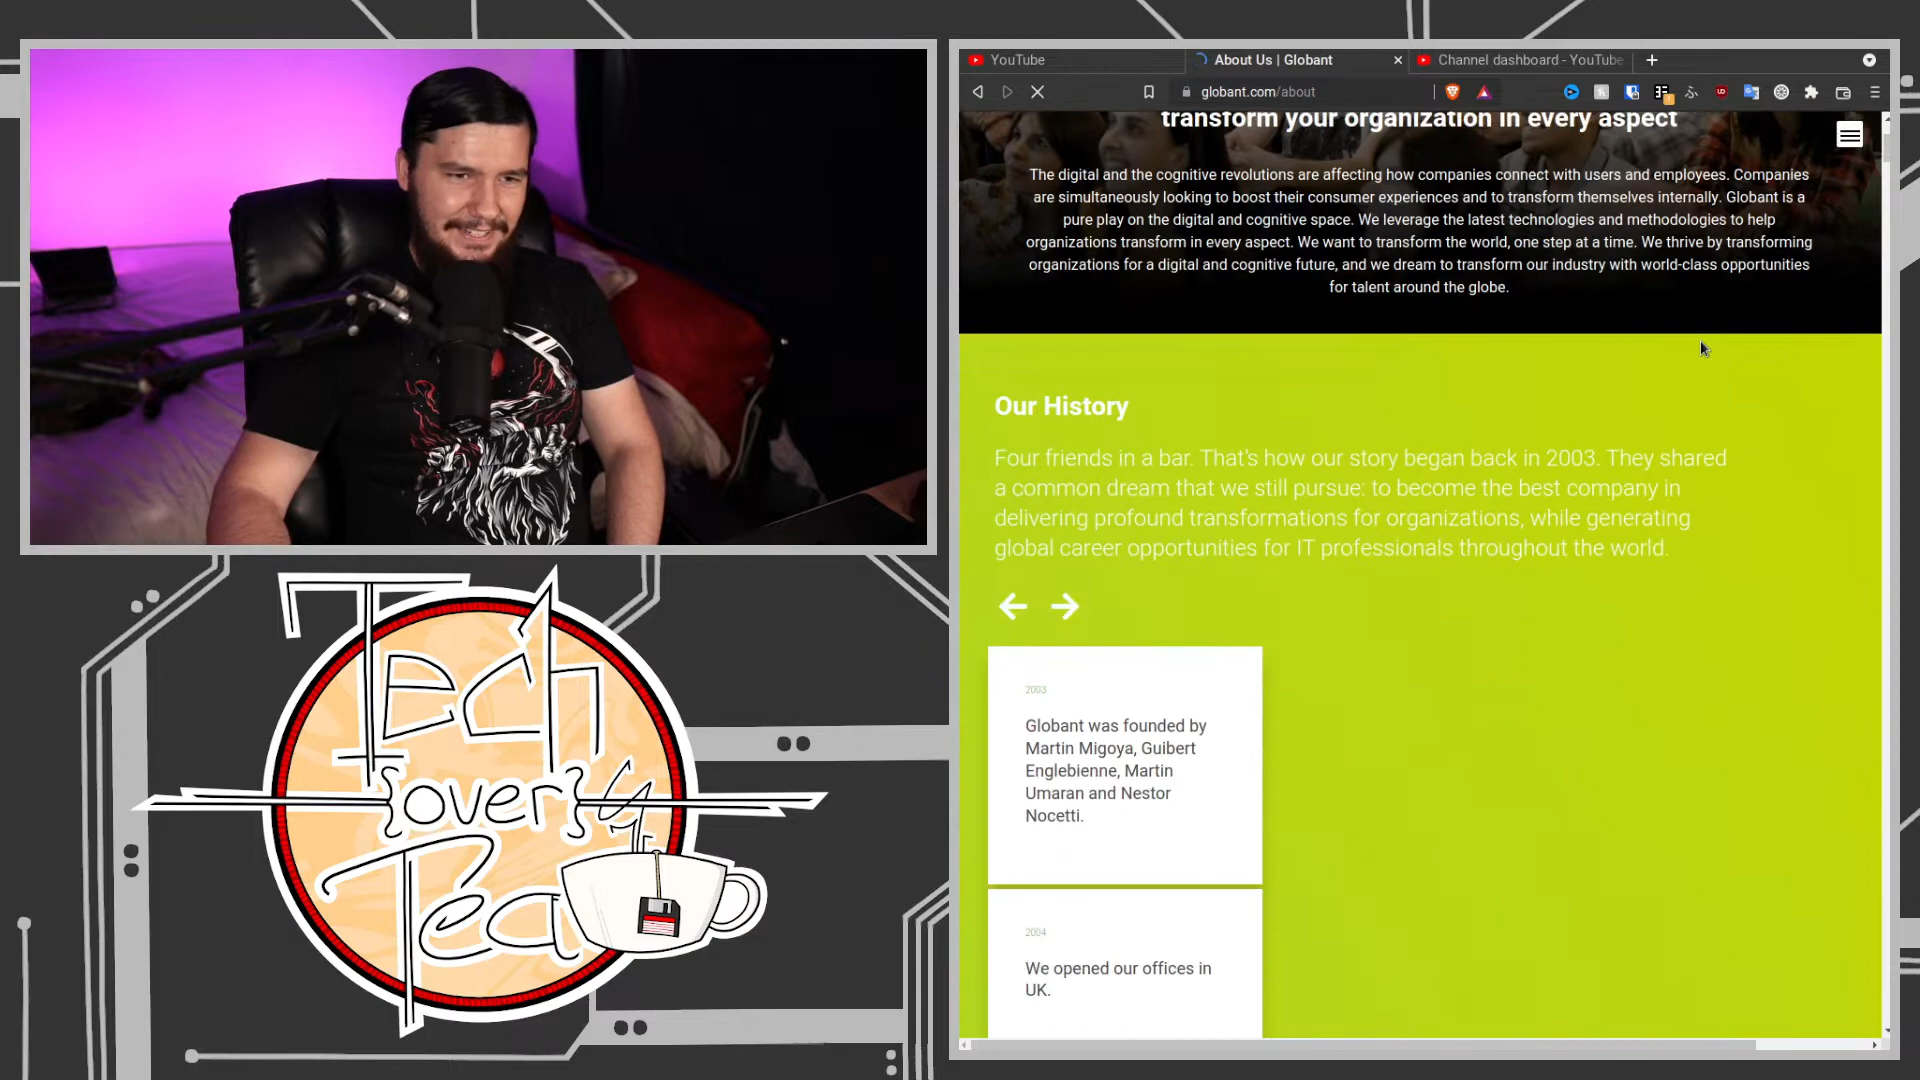 YouTube
About Us | Globant
Channel dashboard - YouTube
globant.com/about
transform your organization in every aspect
The digital and the cognitive revolutions are affecting how companies connect with users and employees. Companies
are simultaneously looking to boost their consumer experiences and to transform themselves internally. Globant is a
pure play on the digital and cognitive space. We leverage the latest technologies and methodologies to help
organizations transform in every aspect. We want to transform the world, one step at a time. We thrive by transforming
organizations for a digital and cognitive future, and we dream to transform our industry with world-class opportunities
for talent around the globe.
Our History
Four friends in a bar. That's how our story began back in 2003. They shared
a common dream that we still pursue: to become the best company in
delivering profound transformations for organizations, while generating
global career opportunities for IT professionals throughout the world.
2003
Globant was founded by
Martin Migoya, Guibert
Englebienne, Martin
Umaran and Nestor
Nocetti.
2004
We opened our offices in
UK.
Tech
{over}
Tea